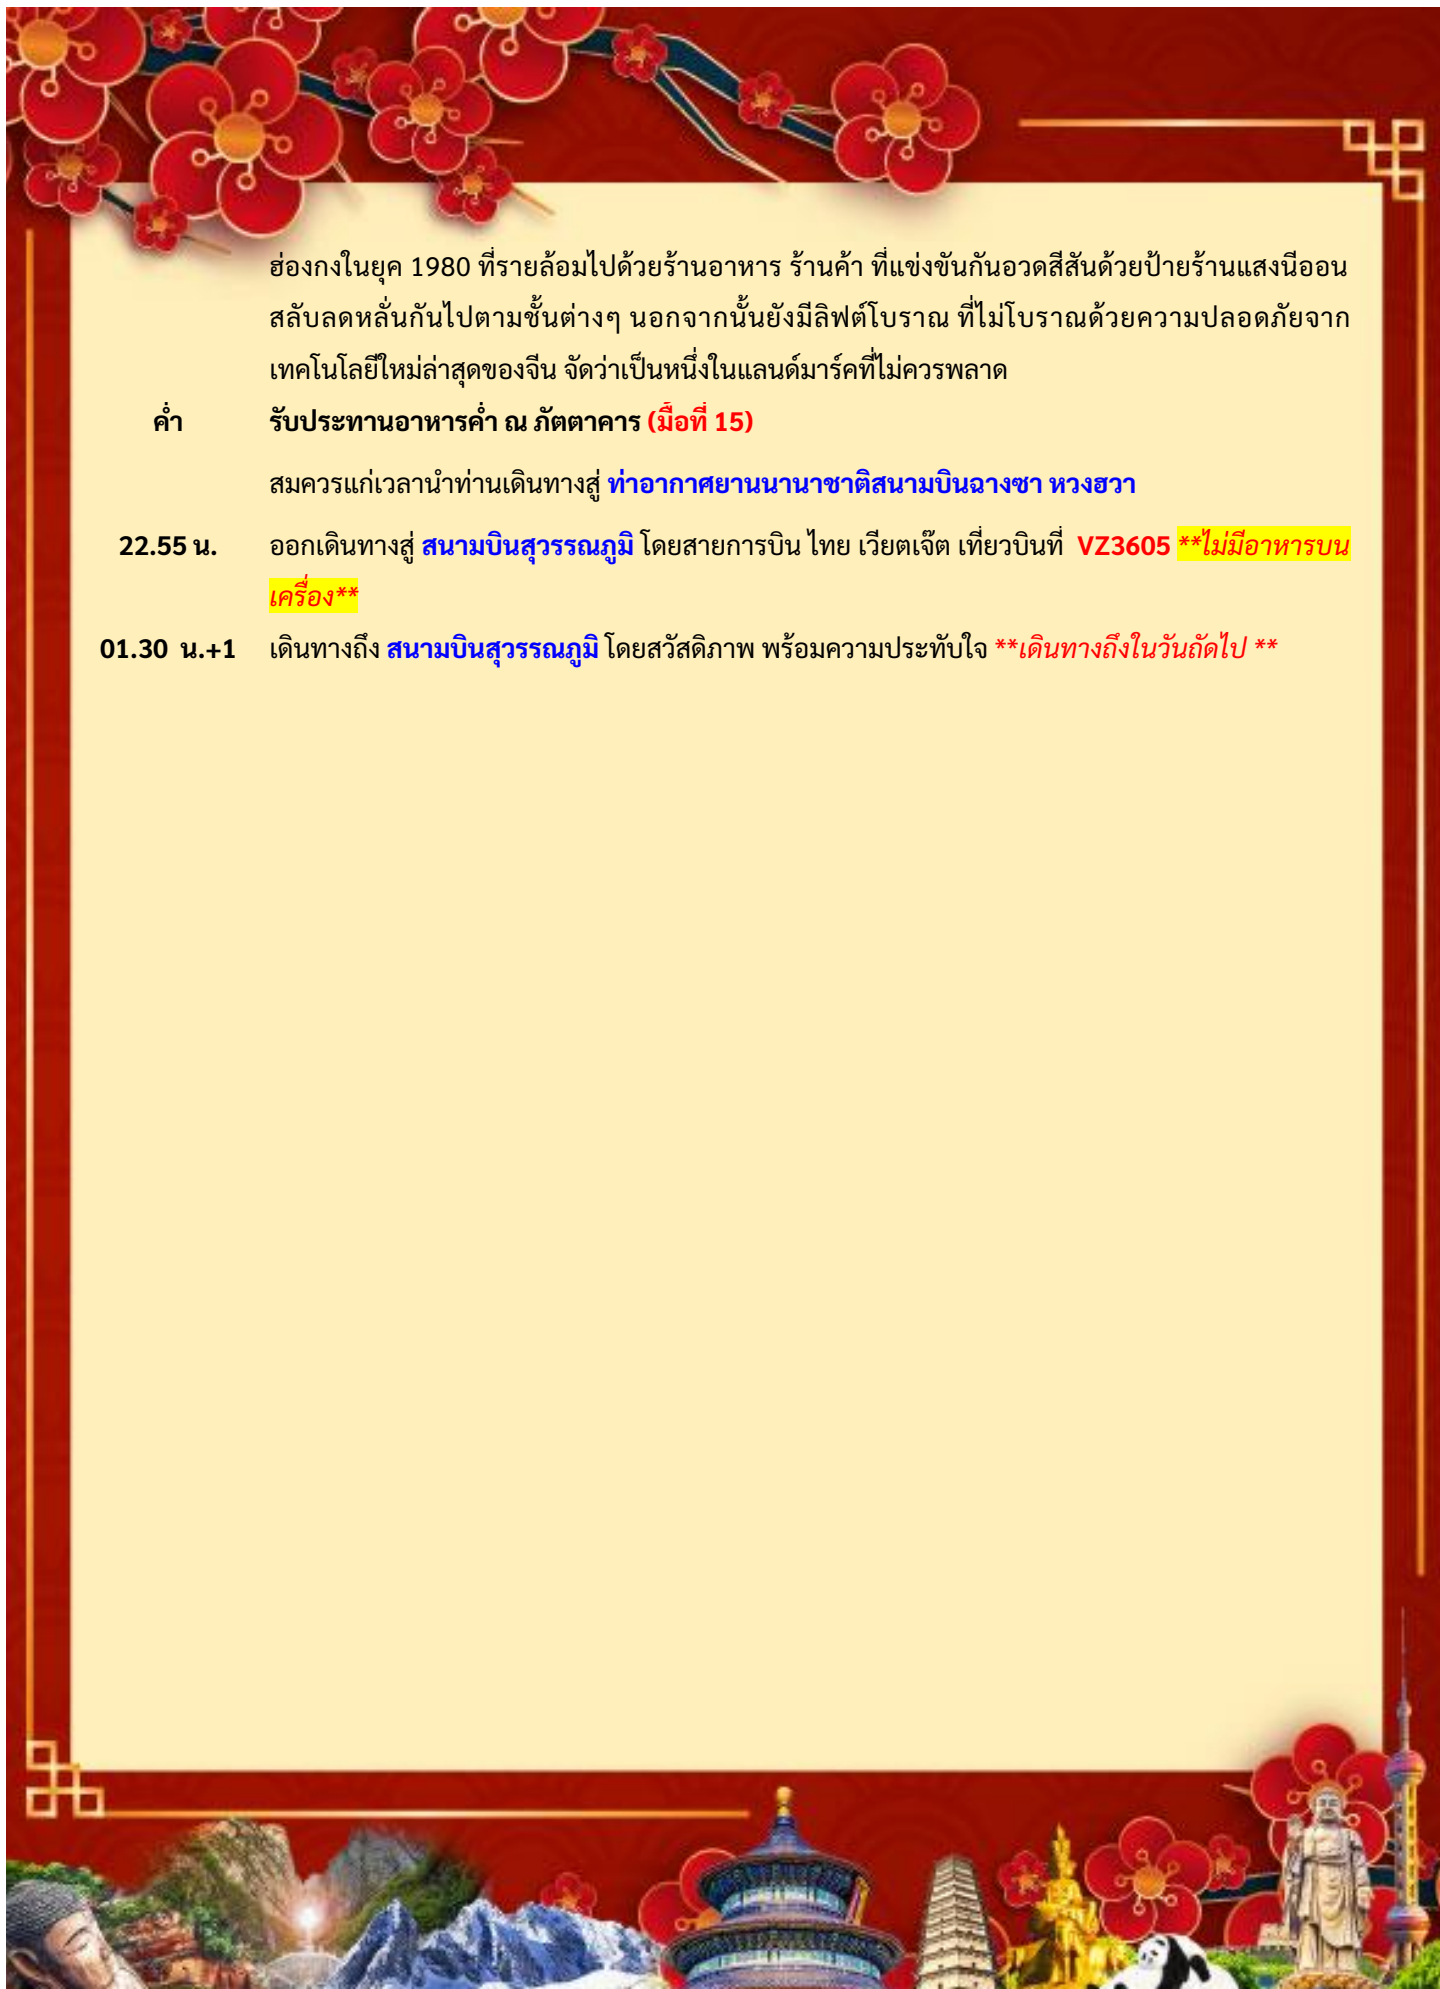 ฮ่องกงในยุค 1980 ที่รายล้อมไปด้วยร้านอาหาร ร้านค้า ที่แข่งขันกันอวดสีสันด้วยป้ายร้านแสงนีออน
สลับลดหลั่นกันไปตามชั้นต่างๆ นอกจากนั้นยังมีลิฟต์โบราณ ที่ไม่โบราณด้วยความปลอดภัยจาก
เทคโนโลยีใหม่ล่าสุดของจีน จัดว่าเป็นหนึ่งในแลนด์มาร์คที่ไม่ควรพลาด
ค่ำ รับประทานอาหารค่ำ ณ ภัตตาคาร (มื้อที่ 15)
สมควรแก่เวลานำท่านเดินทางสู่ ท่าอากาศยานนานาชาติสนามบินฉางซา หวงฮวา
22.55 น. ออกเดินทางสู่ สนามบินสุวรรณภูมิ โดยสายการบิน ไทย เวียตเจ๊ต เที่ยวบินที่ VZ3605 **ไม่มีอาหารบน
เครื่อง**
01.30 น.+1 เดินทางถึง สนามบินสุวรรณภูมิ โดยสวัสดิภาพ พร้อมความประทับใจ **เดินทางถึงในวันถัดไป **